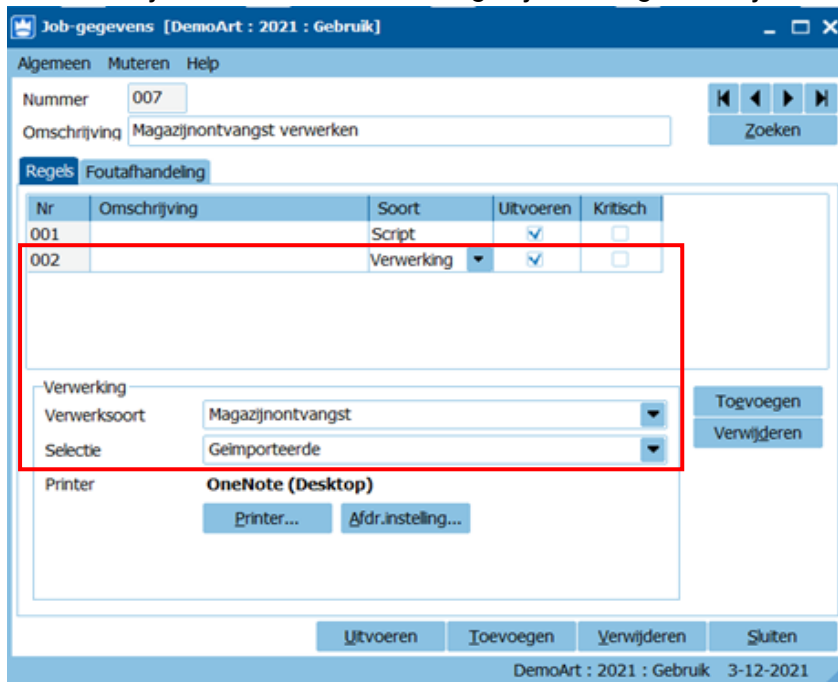 Job-gegevens [DemoArt : 2021 : Gebruik]
Algemeen Muteren Help
Nummer 007
Omschrijving Magazijnontvangst verwerken Zoeken
Regels Foutafhandeling
Nr Omschrijving Soort Uitvoeren Kritisch
001 Script
002 Verwerking
Verwerking
Verwerksoort Magazijnontvangst
Selectie Geïmporteerde
Toevoegen
Verwijderen
Printer OneNote (Desktop)
Printer... Afdr.instelling...
Uitvoeren Toevoegen Verwijderen Sluiten
DemoArt : 2021 : Gebruik 3-12-2021